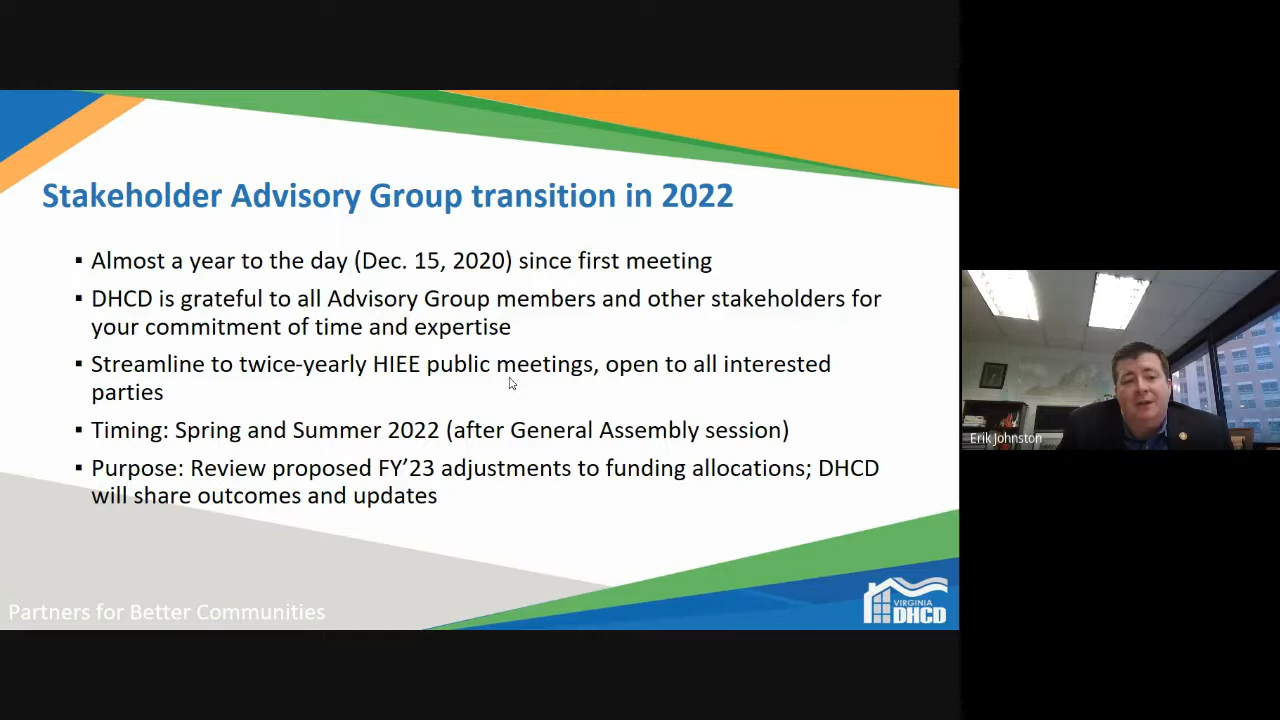 Stakeholder Advisory Group transition in 2022
▪ Almost a year to the day (Dec. 15, 2020) since first meeting
▪ DHCD is grateful to all Advisory Group members and other stakeholders for
your commitment of time and expertise
▪ Streamline to twice-yearly HIEE public meetings, open to all interested
parties
▪ Timing: Spring and Summer 2022 (after General Assembly session)
▪ Purpose: Review proposed FY’23 adjustments to funding allocations; DHCD
will share outcomes and updates
Partners for Better Communities
VIRGINIA
DHCD
Erik Johnston